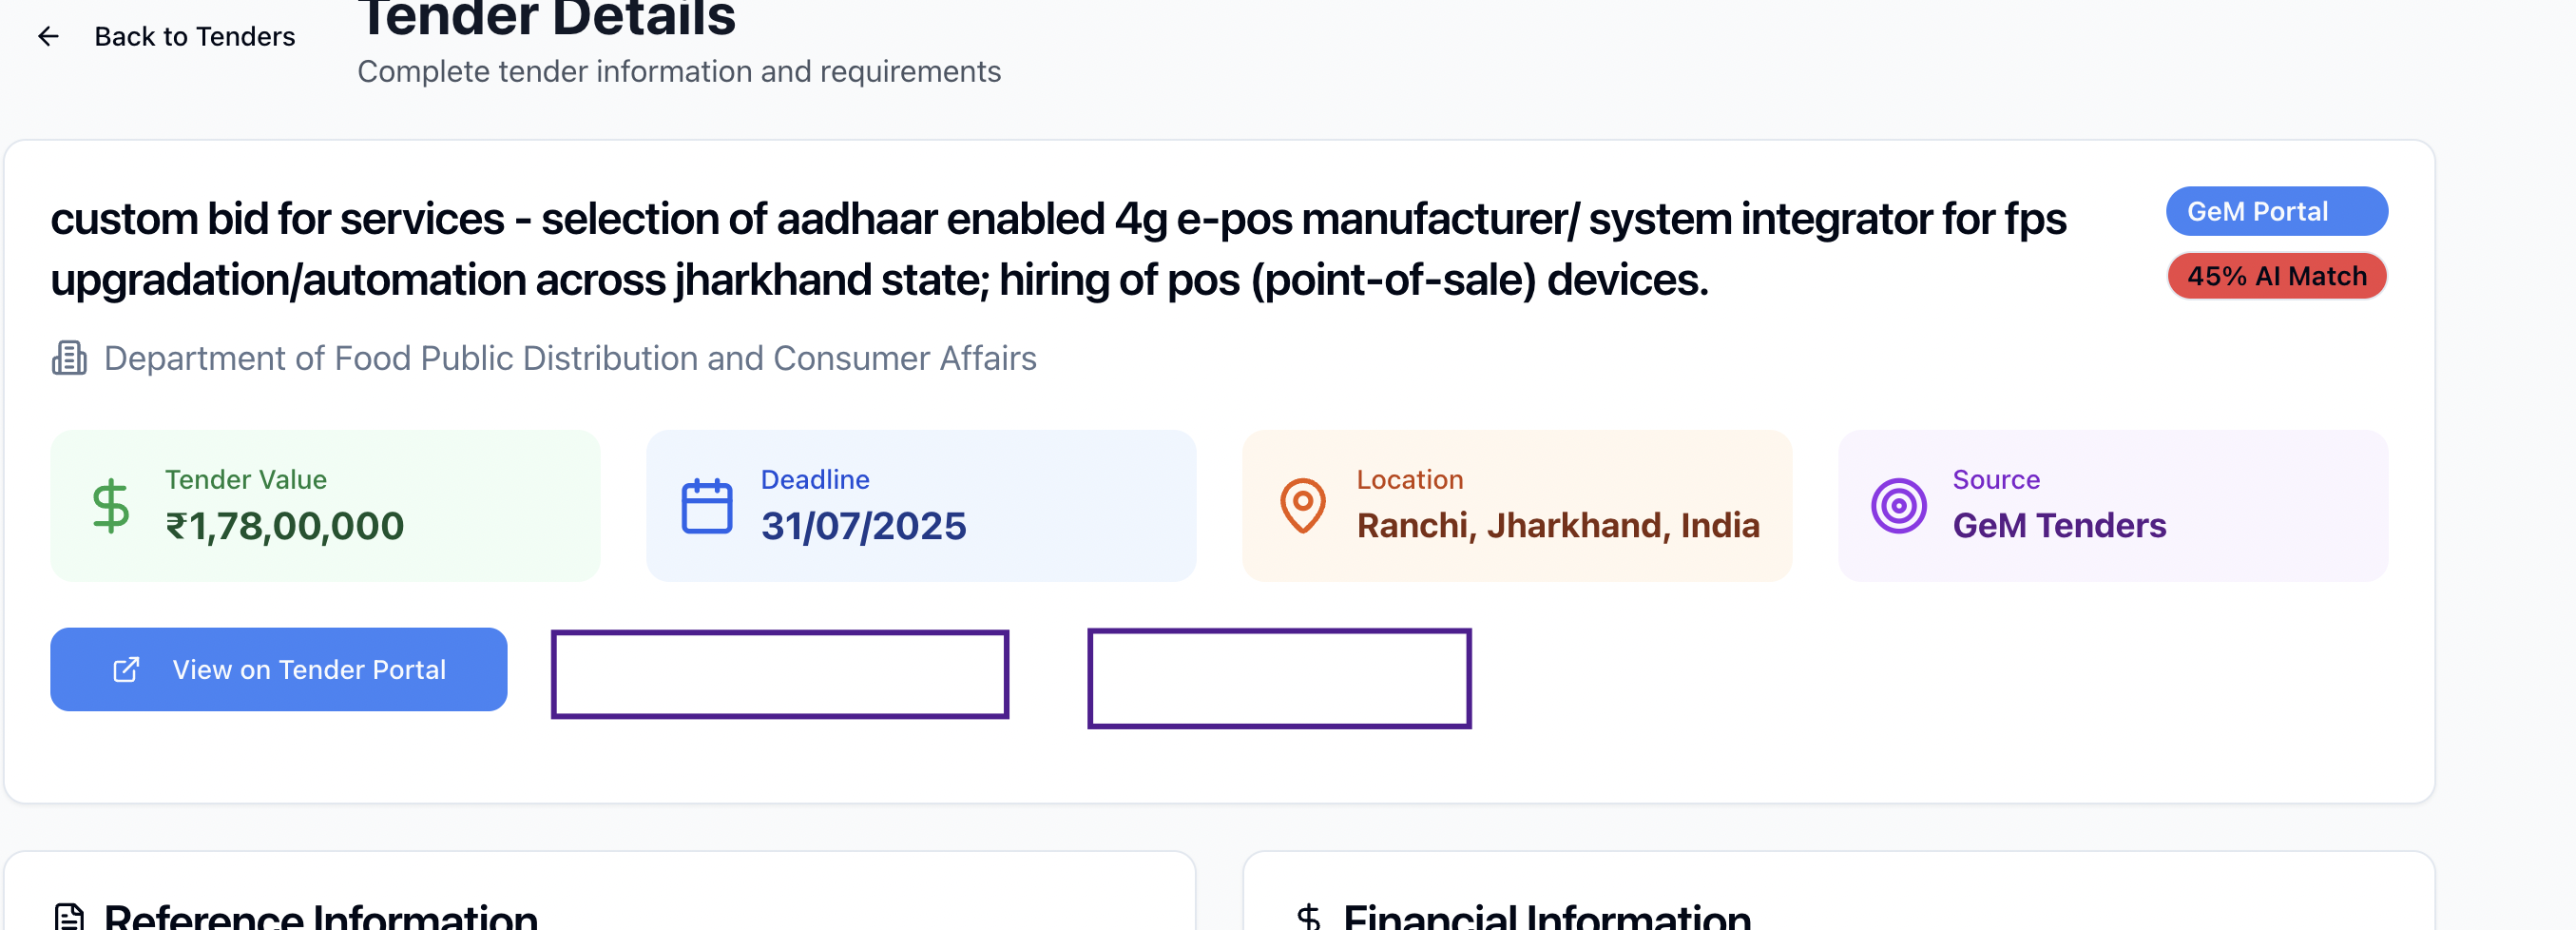 Back to Tenders
Tender Details
Complete tender information and requirements
custom bid for services - selection of aadhaar enabled 4g e-pos manufacturer/ system integrator for fps
upgradation/automation across jharkhand state; hiring of pos (point-of-sale) devices.
GeM Portal
45% AI Match
Department of Food Public Distribution and Consumer Affairs
Tender Value
₹1,78,00,000
Deadline
31/07/2025
Location
Ranchi, Jharkhand, India
Source
GeM Tenders
View on Tender Portal
Reference Information
$ Financial Information